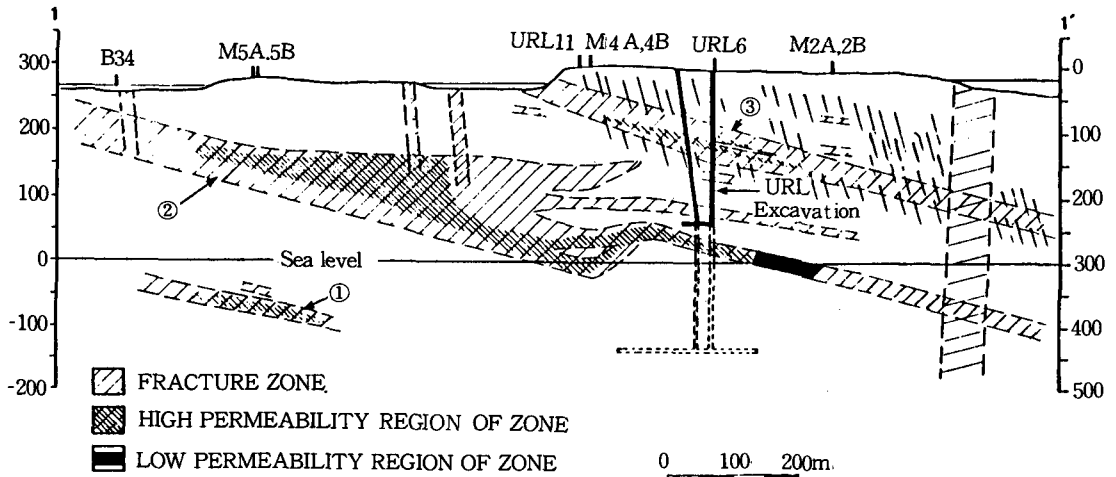 1 1'
B34 M5A.5B URL11 M4A,4B URL6 M2A,2B
300
200
100
0
-100
-200
0
100
200
300
400
500
③
②
①
URL
Excavation
Sea level
FRACTURE ZONE
HIGH PERMEABILITY REGION OF ZONE
LOW PERMEABILITY REGION OF ZONE
0 100 200m